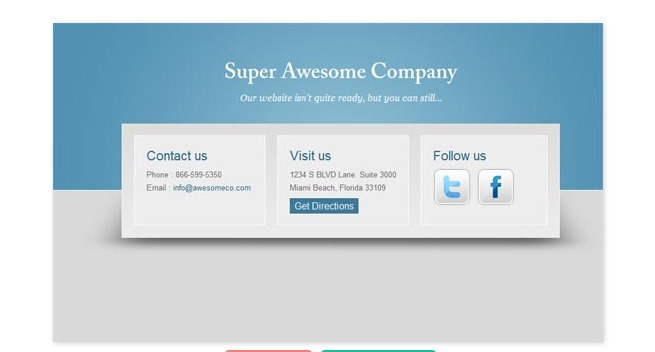 Super Awesome Company
Our website isn't quite ready, but you can still...
Contact us
Phone : 866-599-5350
Email : info@awesomeco.com
Visit us
1234 S BLVD Lane. Suite 3000
Miami Beach, Florida 33109
Get Directions
Follow us